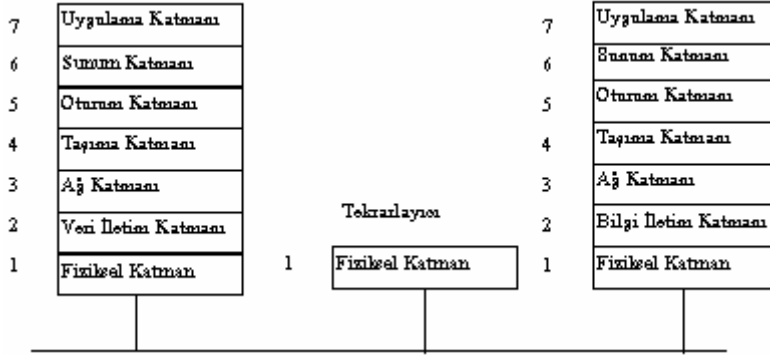 7 Uygulama Katmanı
6 Sunum Katmanı
5 Oturum Katmanı
4 Taşıma Katmanı
3 Ağ Katmanı
2 Veri İletim Katmanı
1 Fiziksel Katman
Tekrarlayıcı
1 Fiziksel Katman
7 Uygulama Katmanı
6 Sunum Katmanı
5 Oturum Katmanı
4 Taşıma Katmanı
3 Ağ Katmanı
2 Bilgi İletim Katmanı
1 Fiziksel Katman